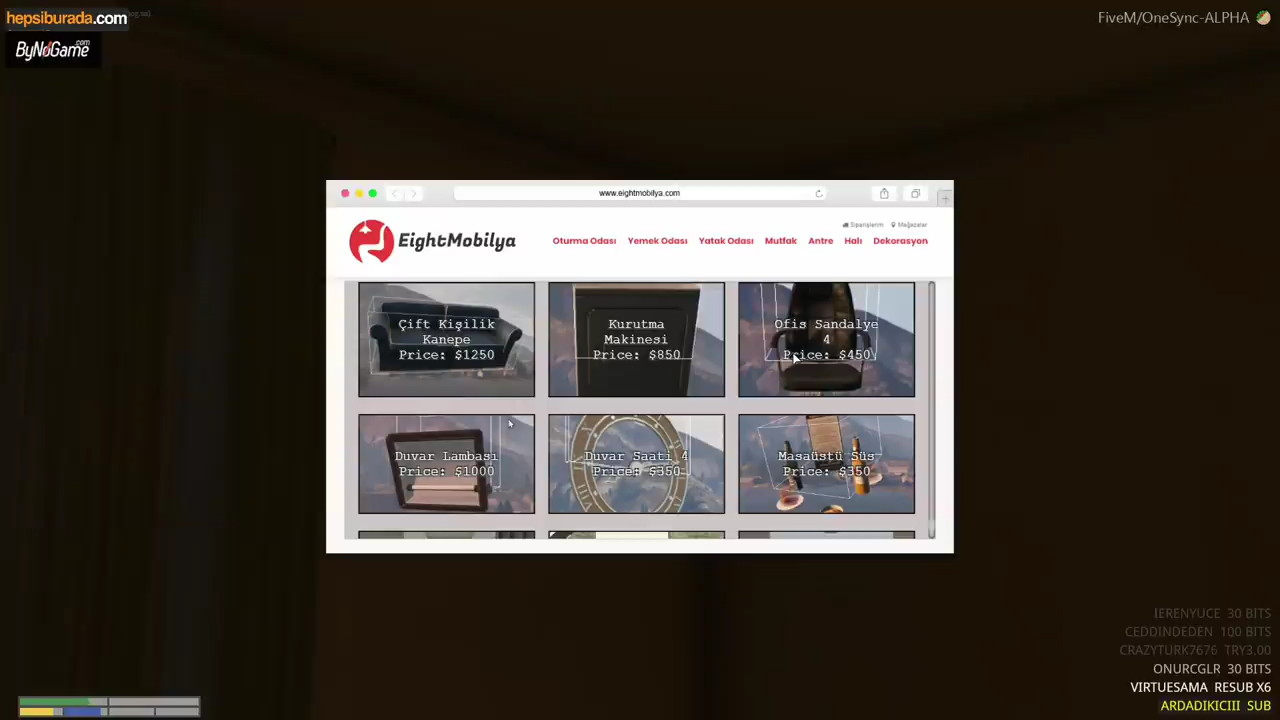 hepsiburada.com
FiveM/OneSync-ALPHA
ByNoGame.com
www.eightmobilya.com
EightMobilya
Siparişlerim Mağazalar
Oturma Odası Yemek Odası Yatak Odası Mutfak Antre Halı Dekorasyon
Çift Kişilik
Kanepe
Price: $1250
Kurutma
Makinesi
Price: $850
Ofis Sandalye
4
Price: $450
Duvar Lambası
Price: $1000
Duvar Saati 4
Price: $350
Masaüstü Süs
Price: $350
IERENYUCE 30 BITS
CEDDINDEDEN 100 BITS
CRAZYTURK7676 TRY3,00
ONURCGLR 30 BITS
VIRTUESAMA RESUB X6
ARDADIKICIII SUB